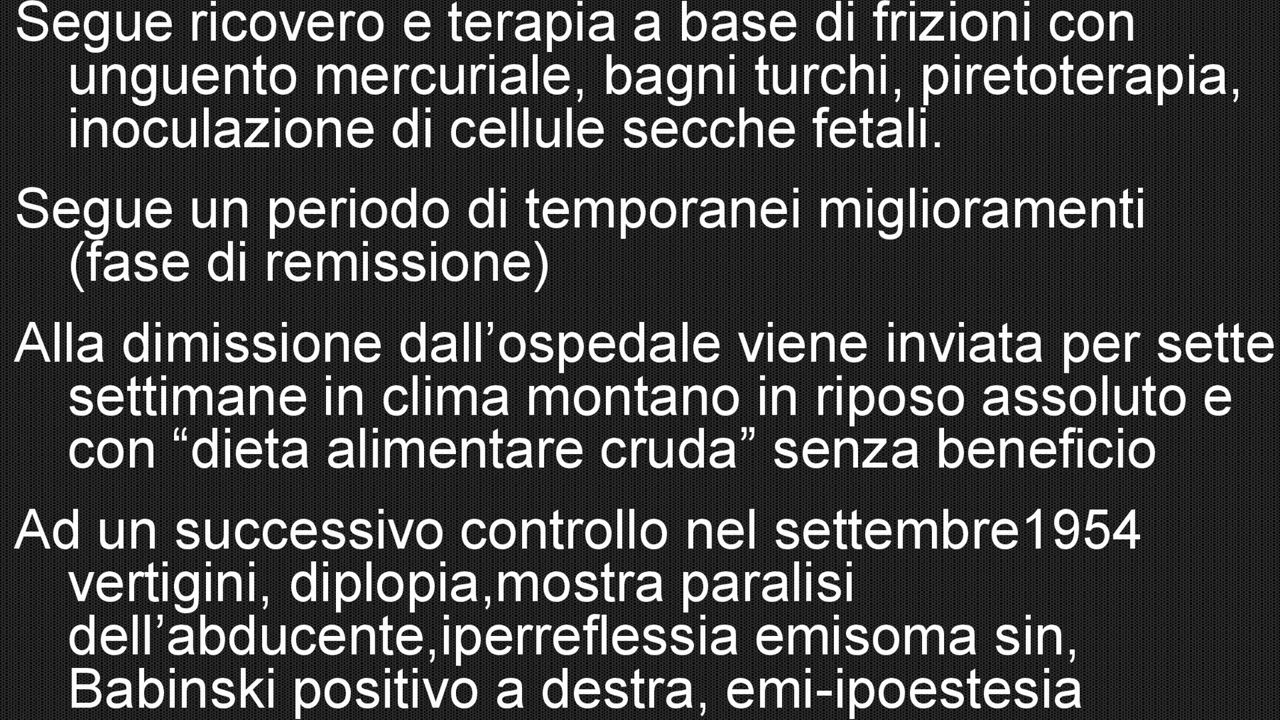 Segue ricovero e terapia a base di frizioni con
unguento mercuriale, bagni turchi, piretoterapia,
inoculazione di cellule secche fetali.
Segue un periodo di temporanei miglioramenti
(fase di remissione)
Alla dimissione dall’ospedale viene inviata per sette
settimane in clima montano in riposo assoluto e
con “dieta alimentare cruda” senza beneficio
Ad un successivo controllo nel settembre1954
vertigini, diplopia,mostra paralisi
dell’abducente,iperreflessia emisoma sin,
Babinski positivo a destra, emi-ipoestesia